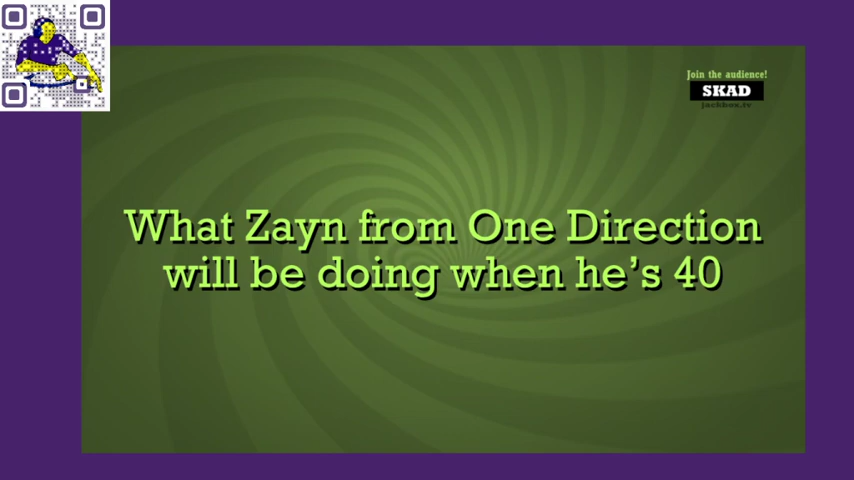 Join the audience!
SKAD
jackbox.tv
What Zayn from One Direction
will be doing when he's 40